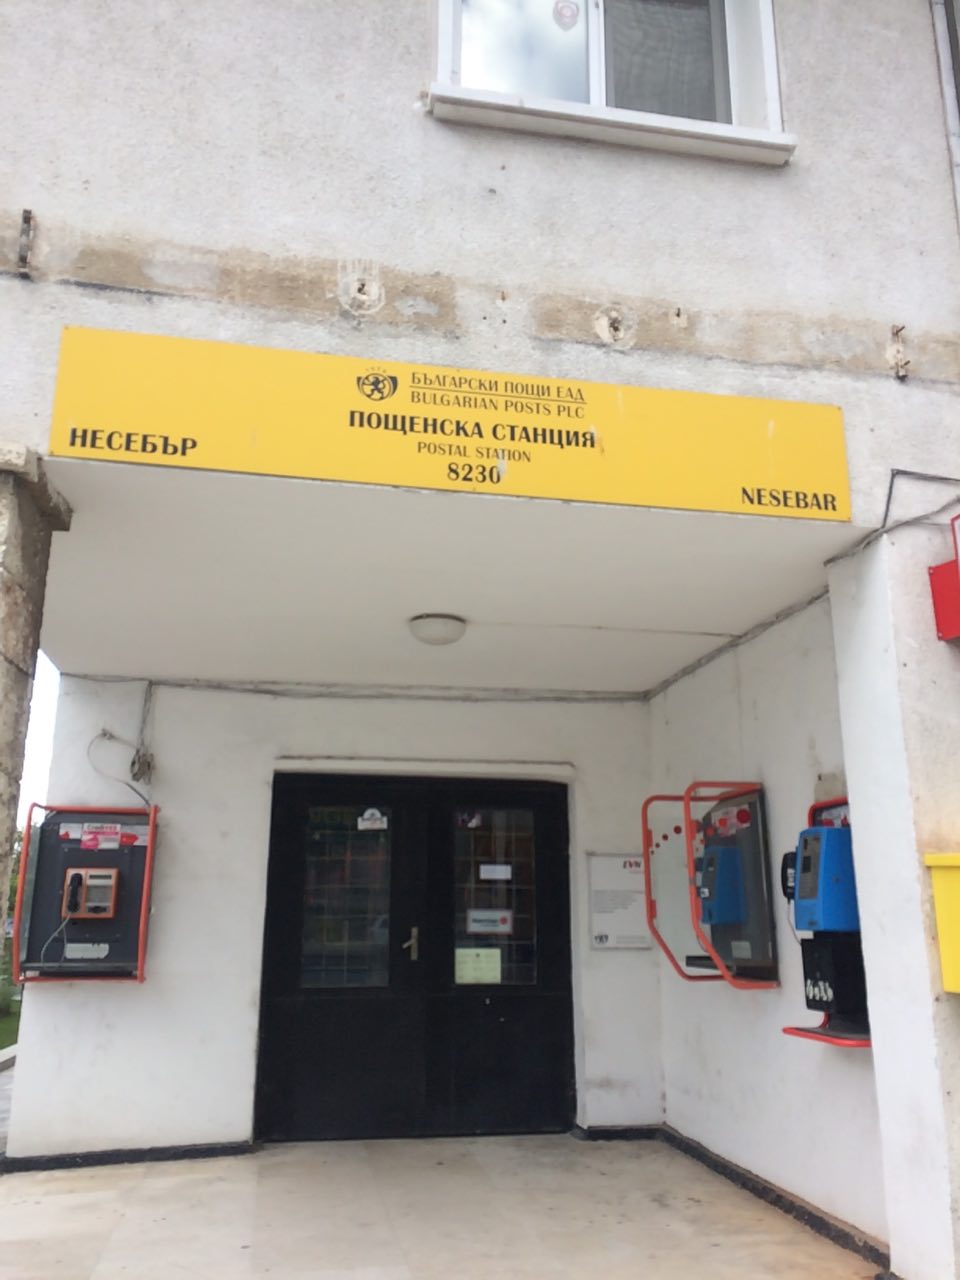 БЪЛГАРСКИ ПОЩИ ЕАД
BULGARIAN POSTS PLC
ПОЩЕНСКА СТАНЦИЯ
POSTAL STATION
8230
НЕСЕБЪР
NESEBAR
EVN